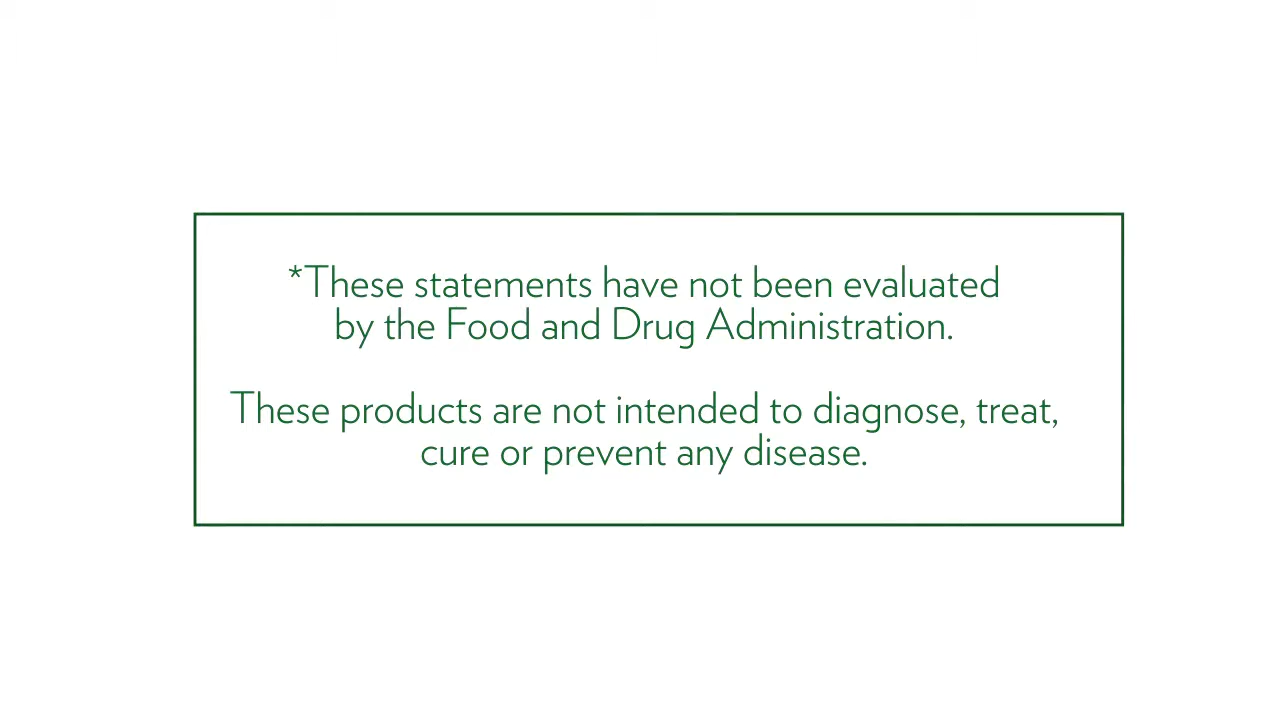 *These statements have not been evaluated
by the Food and Drug Administration.
These products are not intended to diagnose, treat,
cure or prevent any disease.